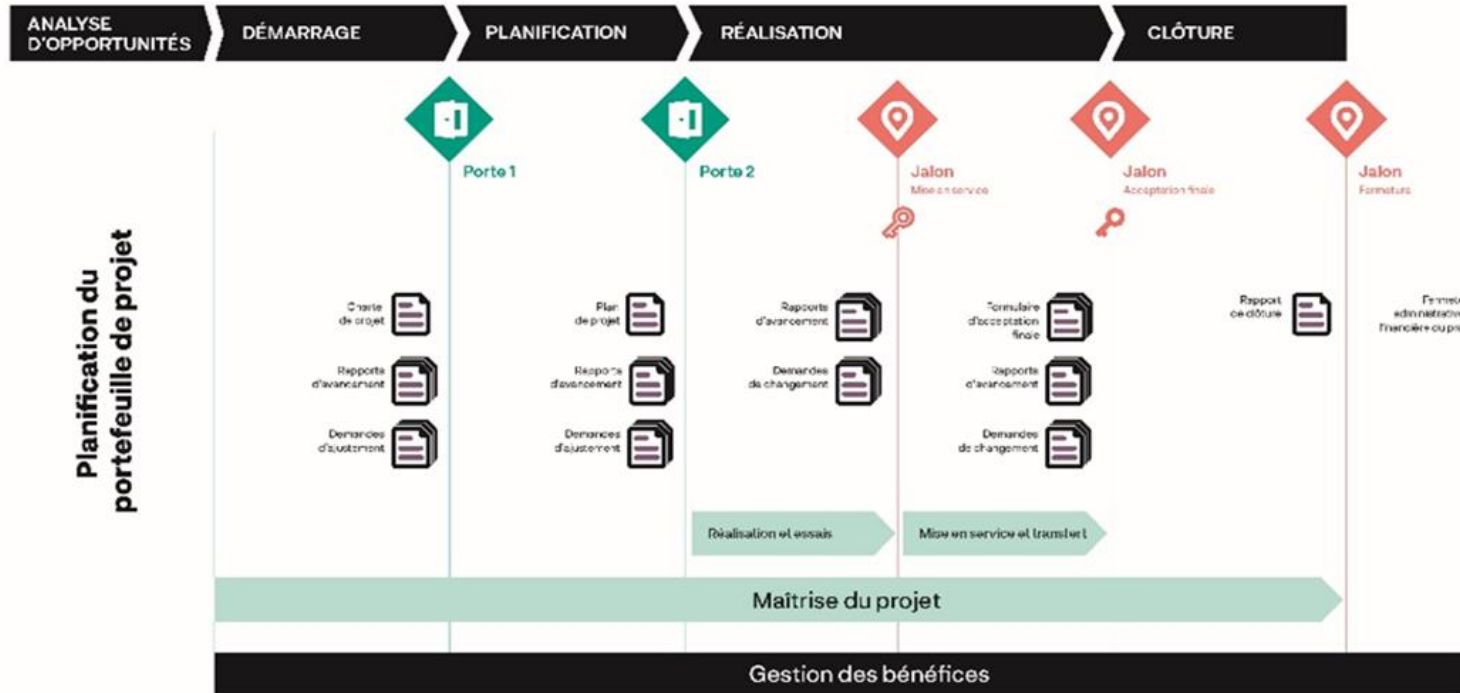 ANALYSE
D'OPPORTUNITÉS
DÉMARRAGE
PLANIFICATION
RÉALISATION
CLÔTURE
Porte 1
Porte 2
Jalon
Mise en service
Jalon
Acceptation finale
Jalon
Fermeture
Planification du
portefeuille de projet
Charte
de projet
Rapports
d'avancement
Demandes
d'ajustement
Plan
de projet
Rapports
d'avancement
Demandes
d'ajustement
Rapports
d'avancement
Demandes
de changement
Formulaire
d'acceptation
finale
Rapports
d'avancement
Demandes
de changement
Rapport
de clôture
administrative
financière du
Réalisation et essais
Mise en service et transfert
Maîtrise du projet
Gestion des bénéfices